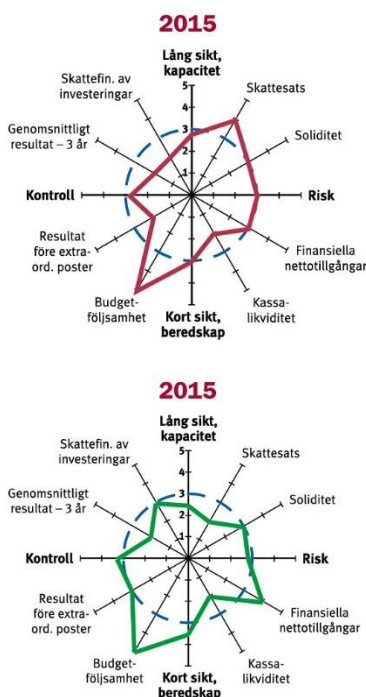 2015
Lång sikt,
kapacitet
Skattefin. av
investeringar
Skattesats
Genomsnittligt
resultat – 3 år
Soliditet
5
4
3
2
1
0
Kontroll
Risk
Resultat
före extra-
ord. poster
Finansiella
nettotillgångar
Budget-
följsamhet
Kort sikt,
beredskap
Kassa-
likviditet
2015
Lång sikt,
kapacitet
Skattefin. av
investeringar
Skattesats
Genomsnittligt
resultat – 3 år
Soliditet
5
4
3
2
1
0
Kontroll
Risk
Resultat
före extra-
ord. poster
Finansiella
nettotillgångar
Budget-
följsamhet
Kort sikt,
beredskap
Kassa-
likviditet